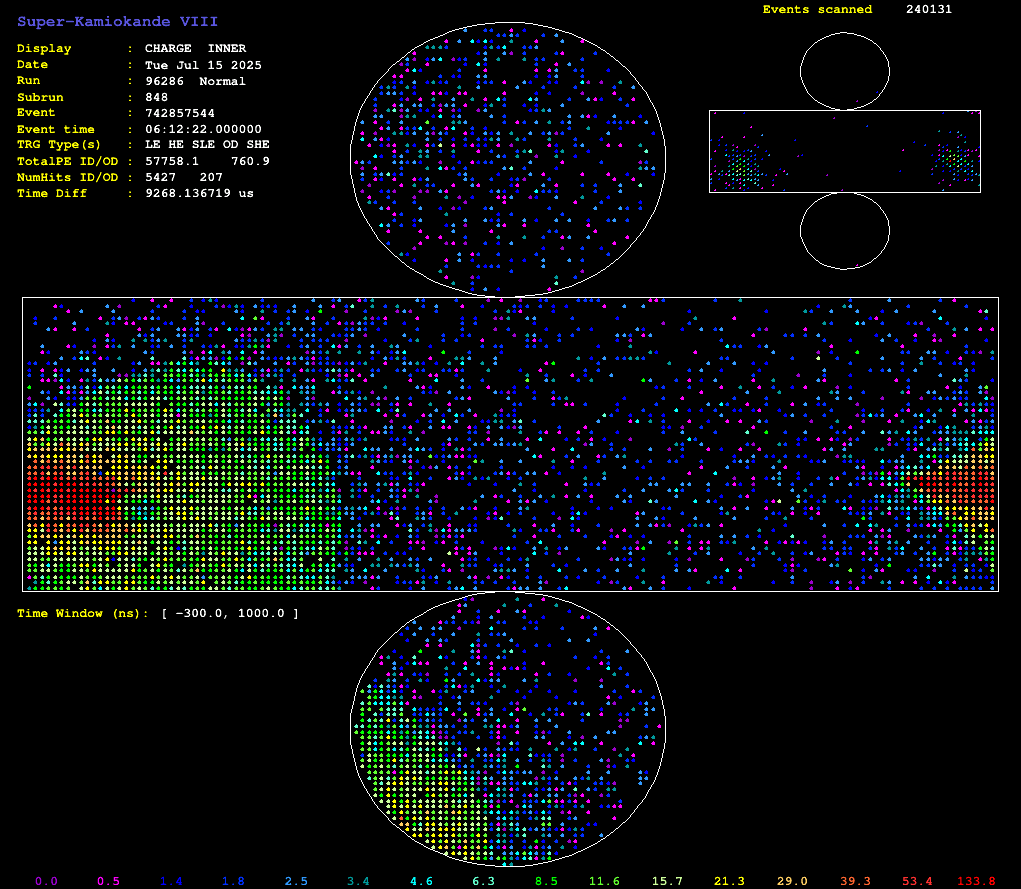 Super-Kamiokande VIII
Events scanned 240131
Display : CHARGE INNER
Date : Tue Jul 15 2025
Run : 96286 Normal
Subrun : 848
Event : 742857544
Event time : 06:12:22.000000
TRG Type(s) : LE HE SLE OD SHE
TotalPE ID/OD : 57758.1 760.9
NumHits ID/OD : 5427 207
Time Diff : 9268.136719 us
Time Window (ns): [ -300.0, 1000.0 ]
0.0 0.5 1.4 1.8 2.5 3.4 4.6 6.3 8.5 11.6 15.7 21.3 29.0 39.3 53.4 133.8